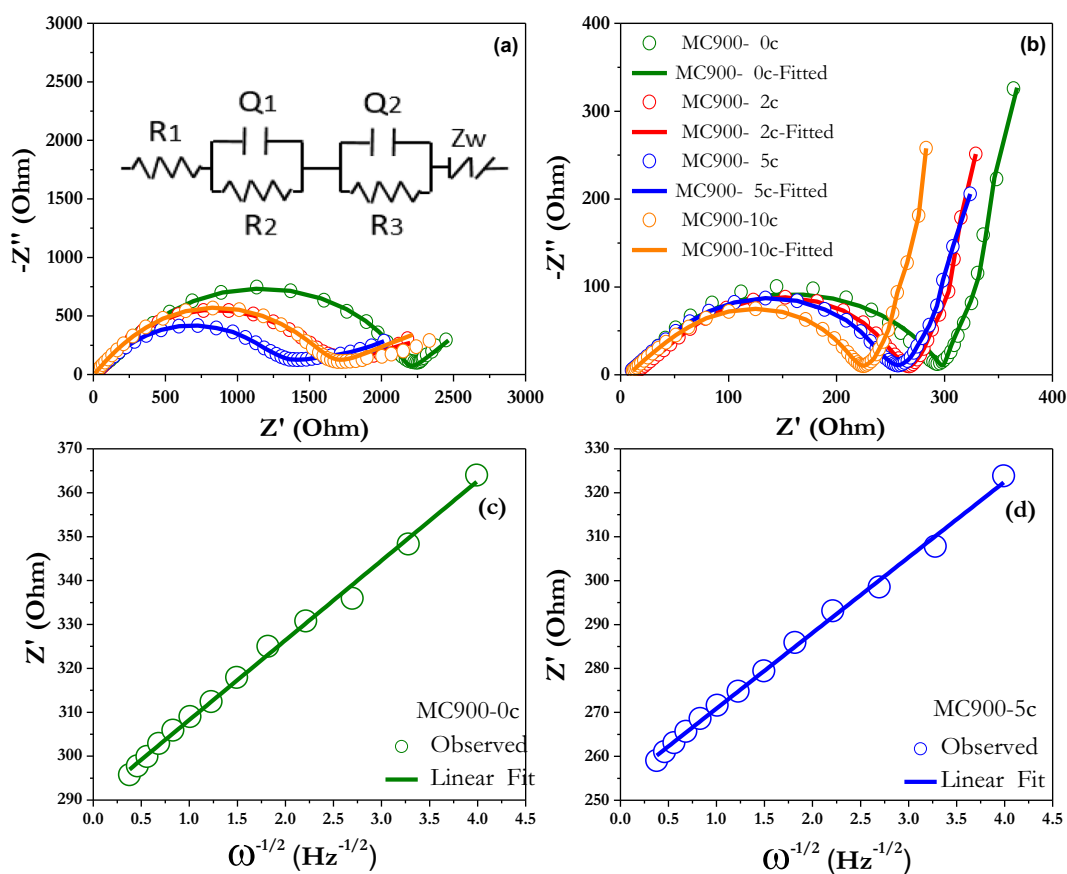 (a)
-Z'' (Ohm)
3000
2500
2000
1750
1500
1250
1000
750
500
250
0
R1
Q1
R2
Q2
R3
Zw
0 500 1000 1500 2000 2500 3000
Z' (Ohm)
(b)
-Z'' (Ohm)
400
300
200
100
0
MC900- 0c
MC900- 0c-Fitted
MC900- 2c
MC900- 2c-Fitted
MC900- 5c
MC900- 5c-Fitted
MC900-10c
MC900-10c-Fitted
0 100 200 300 400
Z' (Ohm)
(c)
Z' (Ohm)
370
360
350
340
330
320
310
300
290
MC900-0c
Observed
Linear Fit
0.0 0.5 1.0 1.5 2.0 2.5 3.0 3.5 4.0 4.5
ω-1/2 (Hz-1/2)
(d)
Z' (Ohm)
330
320
310
300
290
280
270
260
250
MC900-5c
Observed
Linear Fit
0.0 0.5 1.0 1.5 2.0 2.5 3.0 3.5 4.0 4.5
ω-1/2 (Hz-1/2)